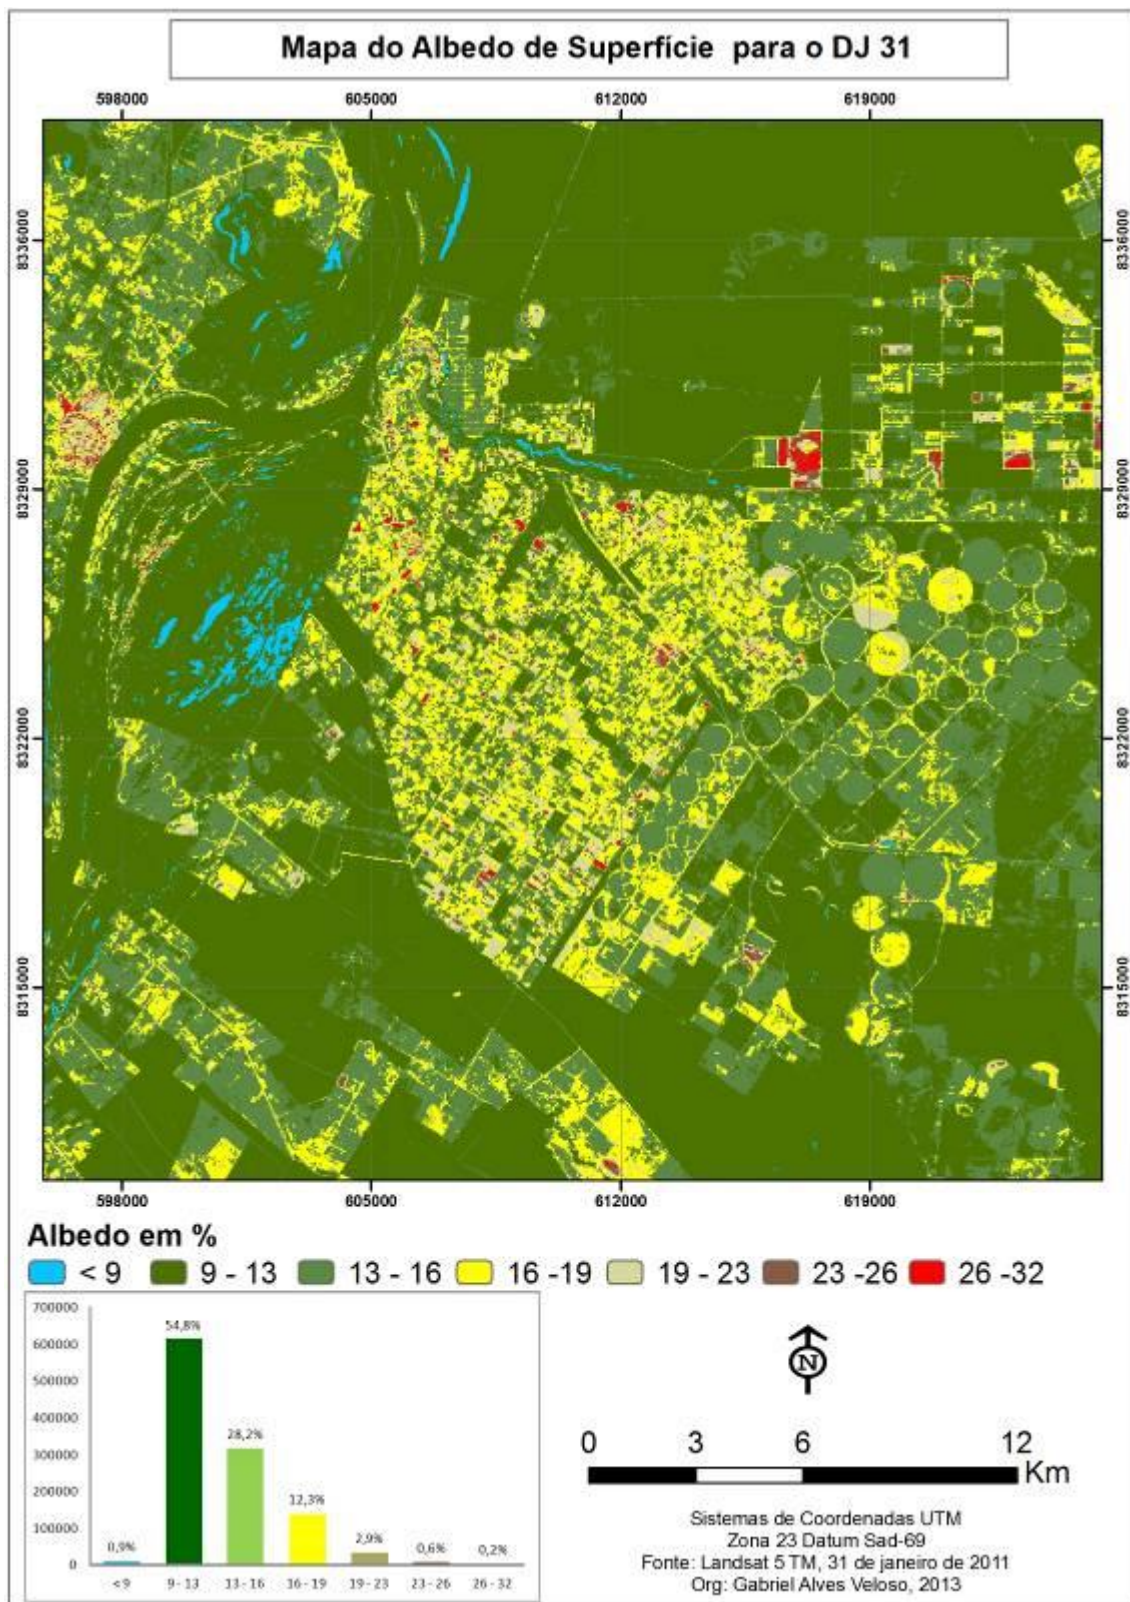 Mapa do Albedo de Superfície para o DJ 31
598000 605000 612000 619000
8336000 8336000
8329000 8329000
8322000 8322000
8315000 8315000
598000 605000 612000 619000
Albedo em %
< 9 9 - 13 13 - 16 16 -19 19 - 23 23 -26 26 -32
700000
600000
500000
400000
300000
200000
100000
0
0,9% 54,8% 28,2% 12,3% 2,9% 0,6% 0,2%
<9 9 - 13 13 - 16 16 - 19 19 - 23 23 - 26 26 - 32
N
0 3 6 12
Km
Sistemas de Coordenadas UTM
Zona 23 Datum Sad-69
Fonte: Landsat 5 TM, 31 de janeiro de 2011
Org: Gabriel Alves Veloso, 2013